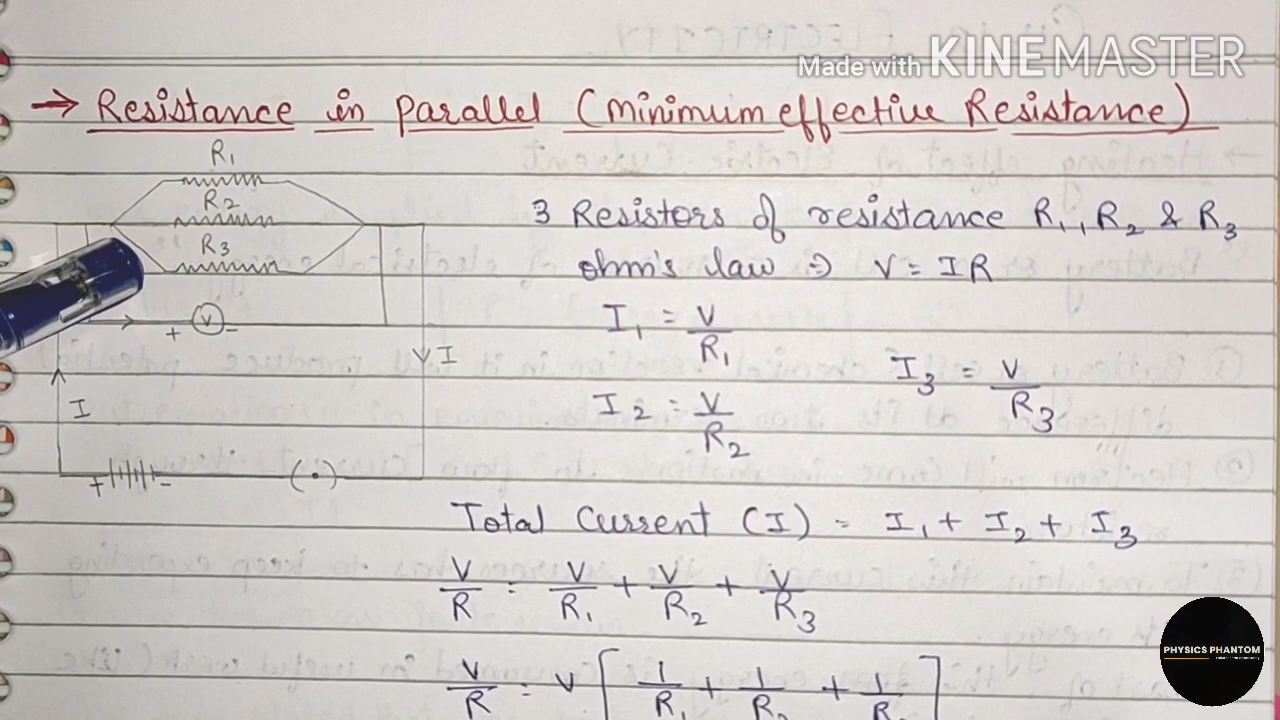 Made with KINEMASTER
→ Resistance in parallel (Minimum effective Resistance)
R1
R2
R3
+ V -
I
I
+ - (•)
3 Resistors of resistance R1, R2 & R3
ohm's law ⇒ V = IR
I1 = V/R1
I2 = V/R2
I3 = V/R3
Total Current (I) = I1 + I2 + I3
V/R = V/R1 + V/R2 + V/R3
V/R = V [1/R1 + 1/R2 + 1/R
PHYSICS PHANTOM